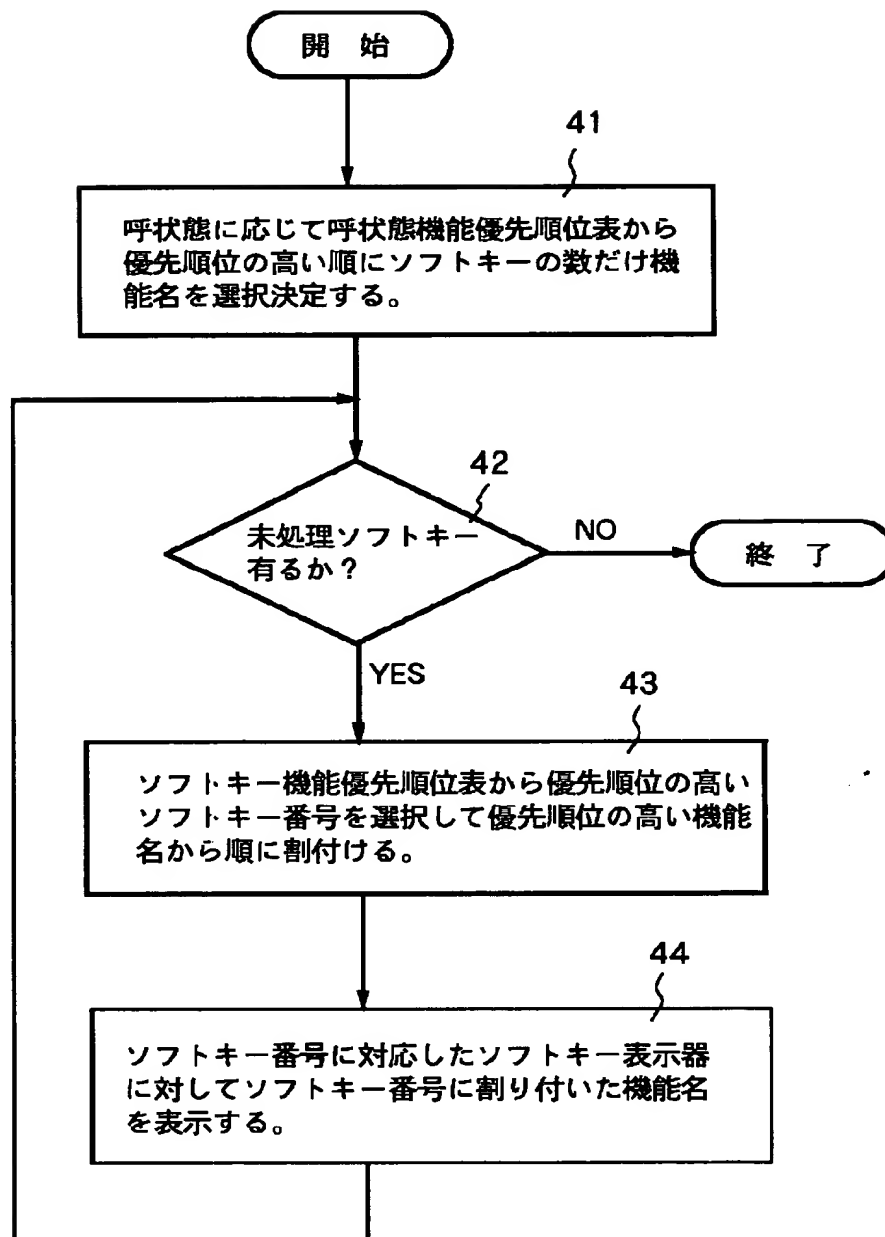 開 始
41
呼状態に応じて呼状態機能優先順位表から
優先順位の高い順にソフトキーの数だけ機
能名を選択決定する。
42
未処理ソフトキー
有るか？
NO
終 了
YES
43
ソフトキー機能優先順位表から優先順位の高い
ソフトキー番号を選択して優先順位の高い機能
名から順に割付ける。
44
ソフトキー番号に対応したソフトキー表示器
に対してソフトキー番号に割り付いた機能名
を表示する。